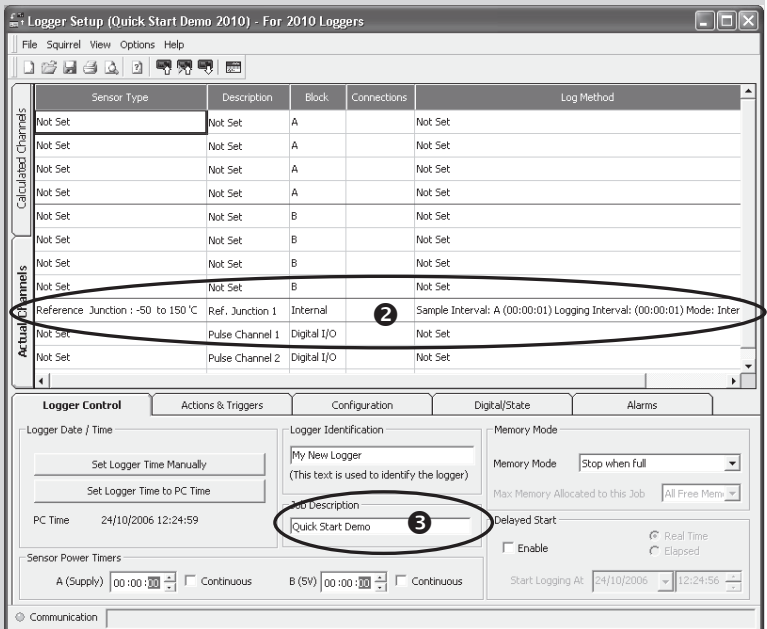 Logger Setup (Quick Start Demo 2010) - For 2010 Loggers
File Squirrel View Options Help
Calculated Channels
Actual Channels
Sensor Type Description Block Connections Log Method
Not Set Not Set A Not Set
Not Set Not Set A Not Set
Not Set Not Set A Not Set
Not Set Not Set A Not Set
Not Set Not Set B Not Set
Not Set Not Set B Not Set
Not Set Not Set B Not Set
Not Set Not Set B Not Set
Reference Junction : -50 to 150 'C Ref. Junction 1 Internal ❷ Sample Interval: A (00:00:01) Logging Interval: (00:00:01) Mode: Inter
Not Set Pulse Channel 1 Digital I/O Not Set
Not Set Pulse Channel 2 Digital I/O Not Set
Logger Control Actions & Triggers Configuration Digital/State Alarms
Logger Date / Time
Set Logger Time Manually
Set Logger Time to PC Time
PC Time 24/10/2006 12:24:59
Logger Identification
My New Logger
(This text is used to identify the logger)
Job Description
Quick Start Demo ❸
Memory Mode
Memory Mode Stop when full
Max Memory Allocated to this Job All Free Mem
Delayed Start
Enable
Real Time
Elapsed
Start Logging At 24/10/2006 12:24:56
Sensor Power Timers
A (Supply) 00:00:00 Continuous B (5V) 00:00:00 Continuous
Communication